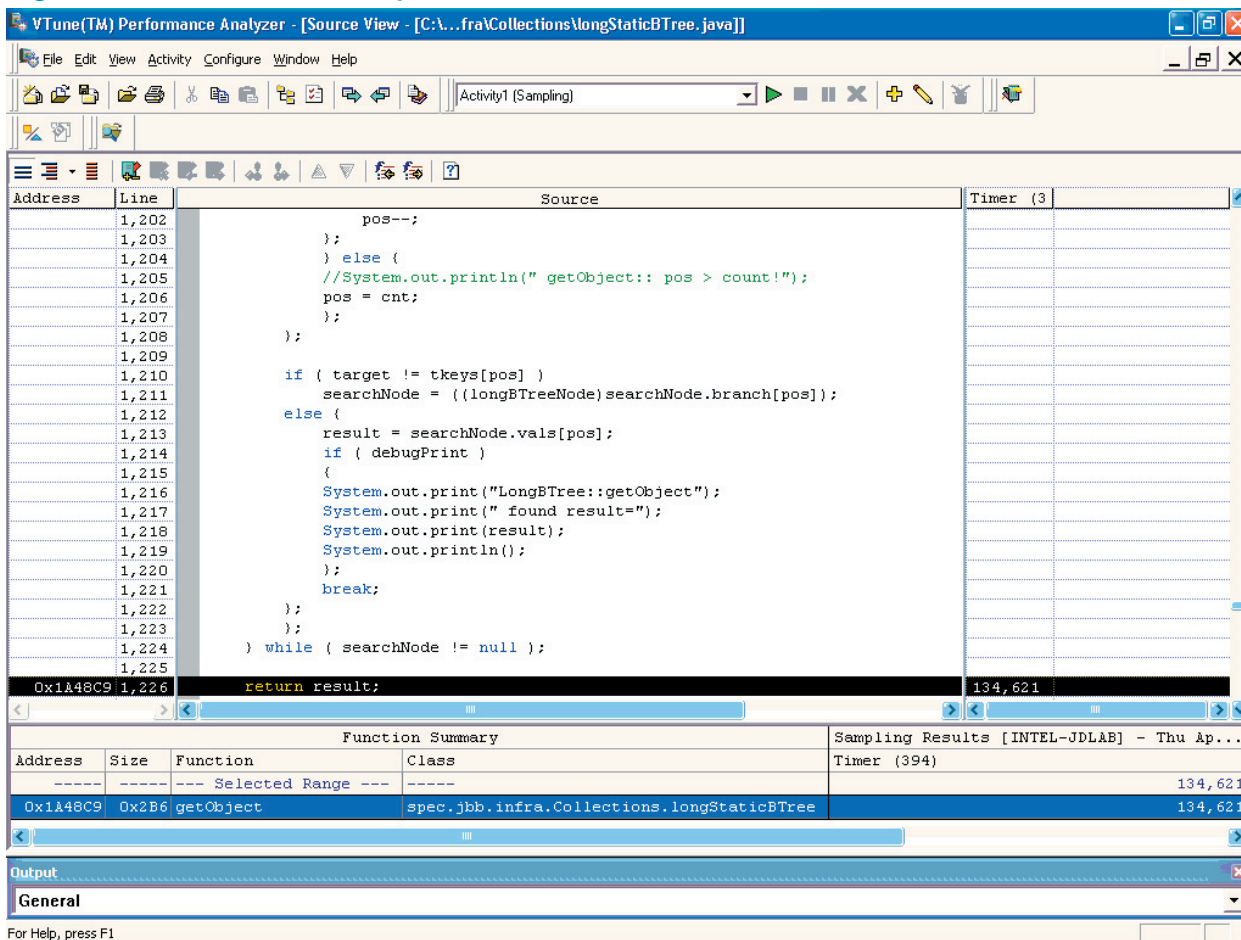 VTune(TM) Performance Analyzer - [Source View - [C:\...fra\Collections\longStaticBTree.java]]
File Edit View Activity Configure Window Help
Activity1 (Sampling)
Address Line Source Timer (3
1,202 pos--;
1,203 };
1,204 } else {
1,205 //System.out.println(" getObject:: pos > count!");
1,206 pos = cnt;
1,207 };
1,208 };
1,209
1,210 if ( target != tkeys[pos] )
1,211 searchNode = ((longBTreeNode)searchNode.branch[pos]);
1,212 else {
1,213 result = searchNode.vals[pos];
1,214 if ( debugPrint )
1,215 {
1,216 System.out.print("LongBTree::getObject");
1,217 System.out.print(" found result=");
1,218 System.out.print(result);
1,219 System.out.println();
1,220 };
1,221 break;
1,222 };
1,223 };
1,224 } while ( searchNode != null );
1,225
0x1A48C9 1,226 return result; 134,621
Function Summary Sampling Results [INTEL-JDLAB] - Thu Ap...
Address Size Function Class Timer (394)
----- ----- --- Selected Range --- ----- 134,621
0x1A48C9 0x2B6 getObject spec.jbb.infra.Collections.longStaticBTree 134,621
Output
General
For Help, press F1